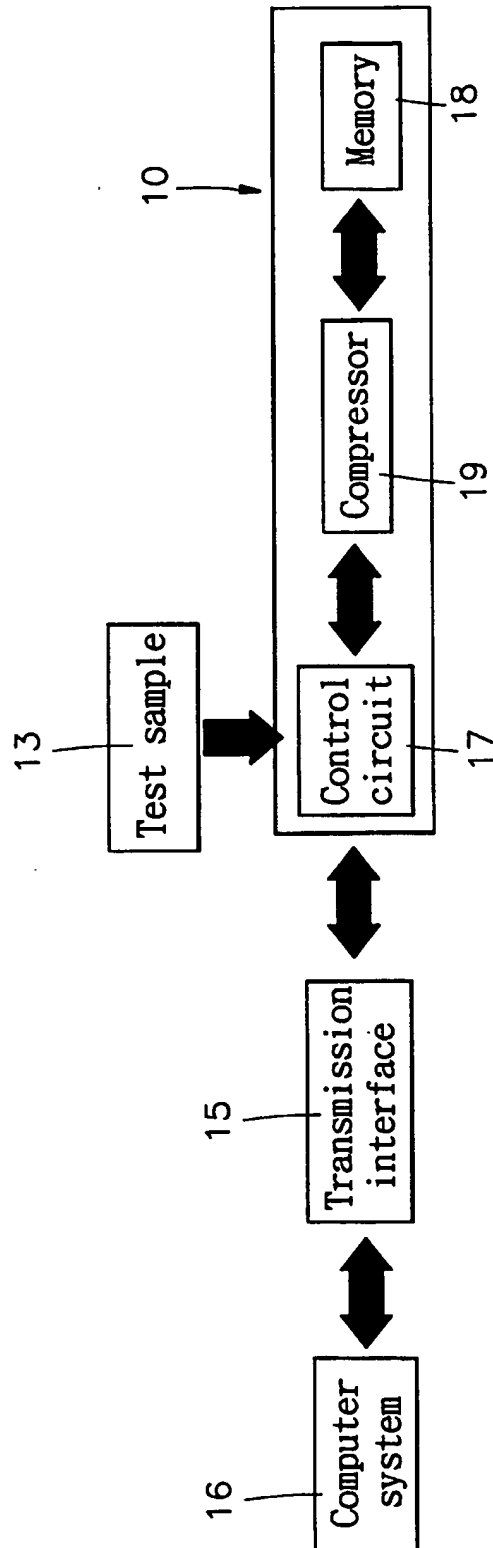 13
Test sample
10
16
Computer
system
15
Transmission
interface
Control
circuit
17
Compressor
19
Memory
18